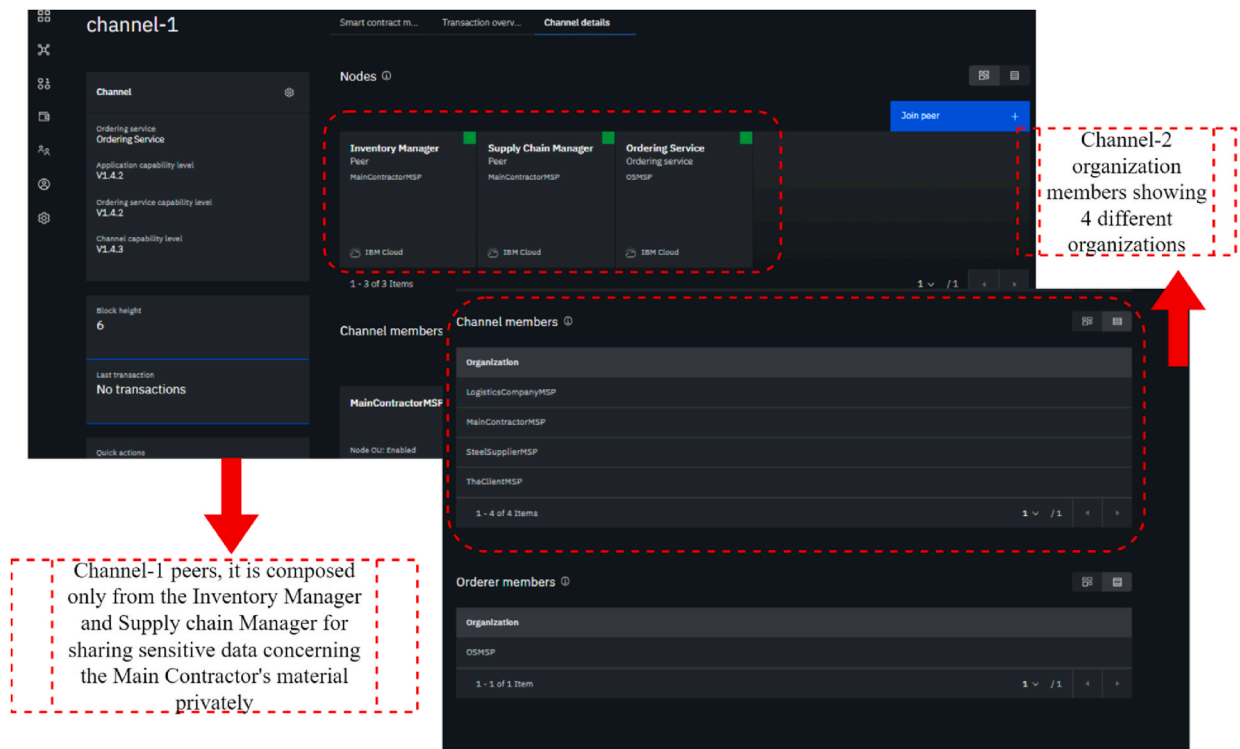 channel-1
Smart contract m...
Transaction overv...
Channel details
Channel
Ordering service
Ordering Service
Application capability level
V1.4.2
Ordering service capability level
V1.4.2
Channel capability level
V1.4.3
Block height
6
Last transaction
No transactions
Quick actions
Nodes
Join peer +
Inventory Manager
Peer
MainContractorMSP
IBM Cloud
Supply Chain Manager
Peer
MainContractorMSP
IBM Cloud
Ordering Service
Ordering service
OSMSP
IBM Cloud
1 - 3 of 3 Items
1 /1
Channel members
MainContractorMSP
Node OU: Enabled
Channel members
Organization
LogisticsCompanyMSP
MainContractorMSP
SteelSupplierMSP
TheClientMSP
1 - 4 of 4 Items
1 /1
Orderer members
Organization
OSMSP
1 - 1 of 1 Item
1 /1
Channel-2
organization
members showing
4 different
organizations
Channel-1 peers, it is composed
only from the Inventory Manager
and Supply chain Manager for
sharing sensitive data concerning
the Main Contractor's material
privately